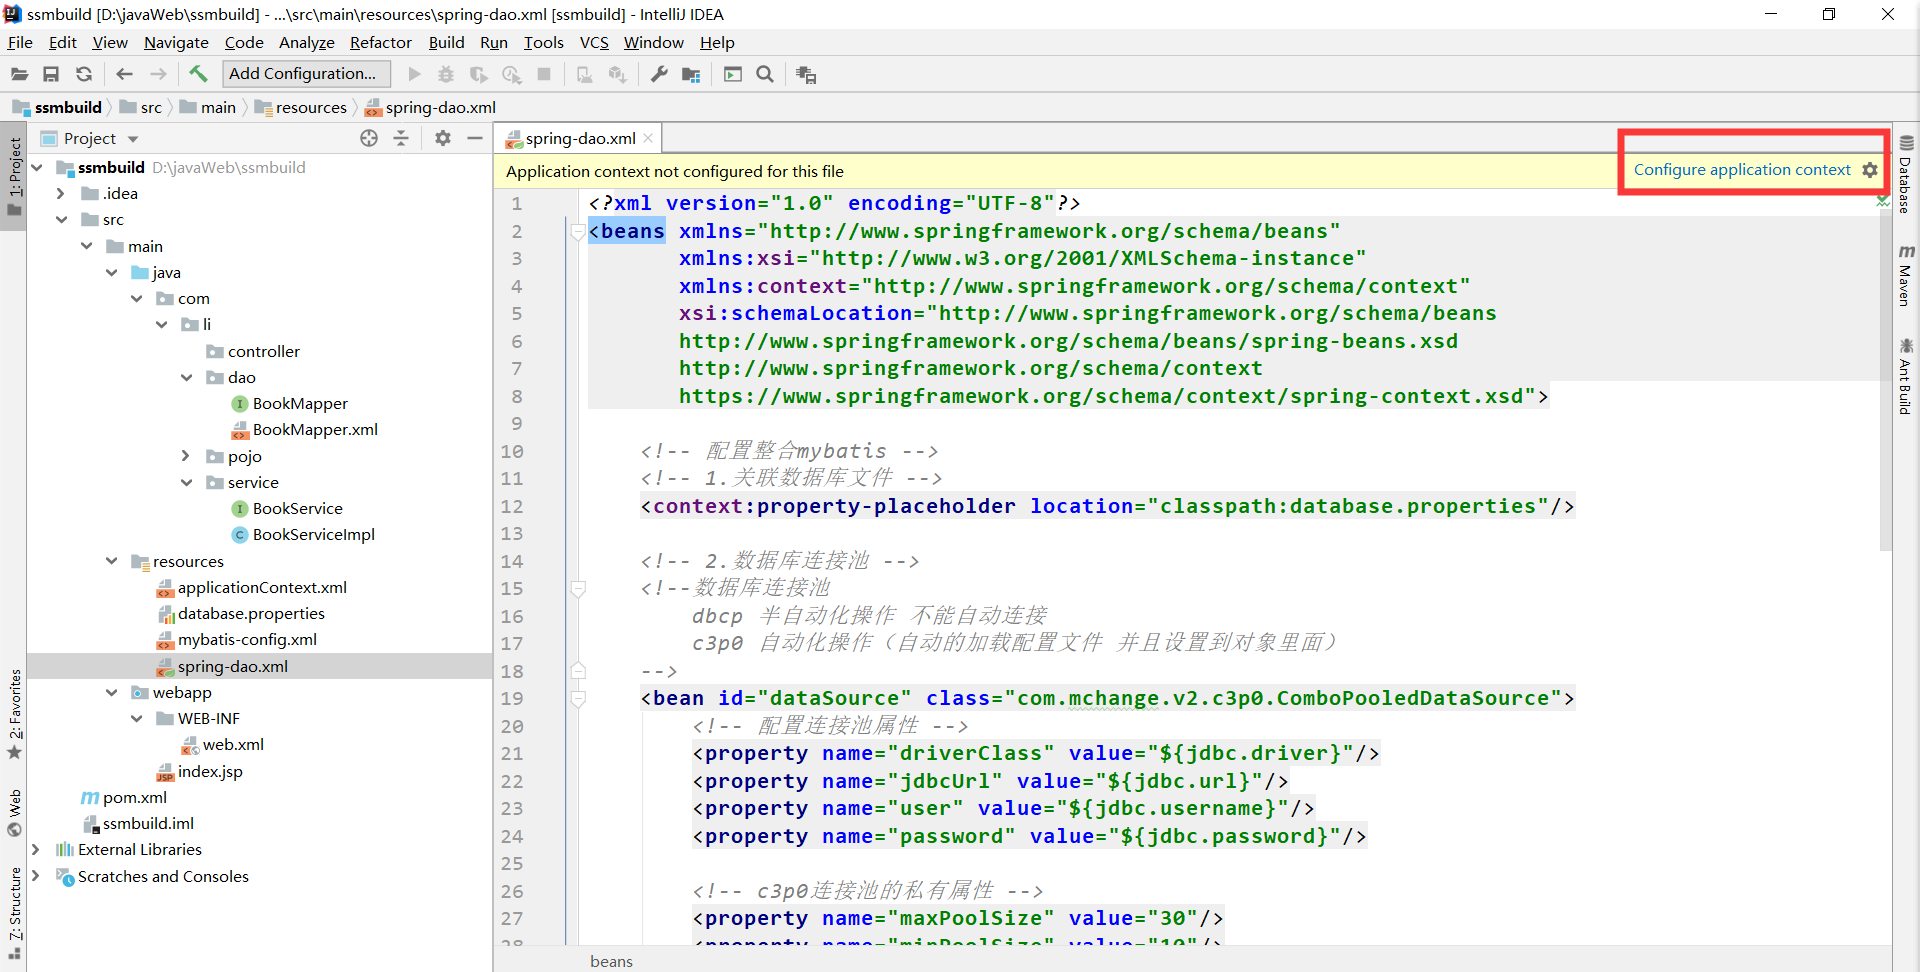 ssmbuild [D:\javaWeb\ssmbuild] - ...\src\main\resources\spring-dao.xml [ssmbuild] - IntelliJ IDEA
File Edit View Navigate Code Analyze Refactor Build Run Tools VCS Window Help
Add Configuration...
ssmbuild src main resources spring-dao.xml
Project
spring-dao.xml
1: Project
2: Favorites
Web
7: Structure
ssmbuild D:\javaWeb\ssmbuild
.idea
src
main
java
com
li
controller
dao
BookMapper
BookMapper.xml
pojo
service
BookService
BookServiceImpl
resources
applicationContext.xml
database.properties
mybatis-config.xml
spring-dao.xml
webapp
WEB-INF
web.xml
index.jsp
pom.xml
ssmbuild.iml
External Libraries
Scratches and Consoles
Application context not configured for this file
Configure application context
1 <?xml version="1.0" encoding="UTF-8"?>
2 <beans xmlns="http://www.springframework.org/schema/beans"
3 xmlns:xsi="http://www.w3.org/2001/XMLSchema-instance"
4 xmlns:context="http://www.springframework.org/schema/context"
5 xsi:schemaLocation="http://www.springframework.org/schema/beans
6 http://www.springframework.org/schema/beans/spring-beans.xsd
7 http://www.springframework.org/schema/context
8 https://www.springframework.org/schema/context/spring-context.xsd">
9
10 <!-- 配置整合mybatis -->
11 <!-- 1.关联数据库文件 -->
12 <context:property-placeholder location="classpath:database.properties"/>
13
14 <!-- 2.数据库连接池 -->
15 <!--数据库连接池
16 dbcp 半自动化操作 不能自动连接
17 c3p0 自动化操作（自动的加载配置文件 并且设置到对象里面）
18 -->
19 <bean id="dataSource" class="com.mchange.v2.c3p0.ComboPooledDataSource">
20 <!-- 配置连接池属性 -->
21 <property name="driverClass" value="${jdbc.driver}"/>
22 <property name="jdbcUrl" value="${jdbc.url}"/>
23 <property name="user" value="${jdbc.username}"/>
24 <property name="password" value="${jdbc.password}"/>
25
26 <!-- c3p0连接池的私有属性 -->
27 <property name="maxPoolSize" value="30"/>
28 <property name="minPoolSize" value="10"/>
beans
Database
Maven
Ant Build